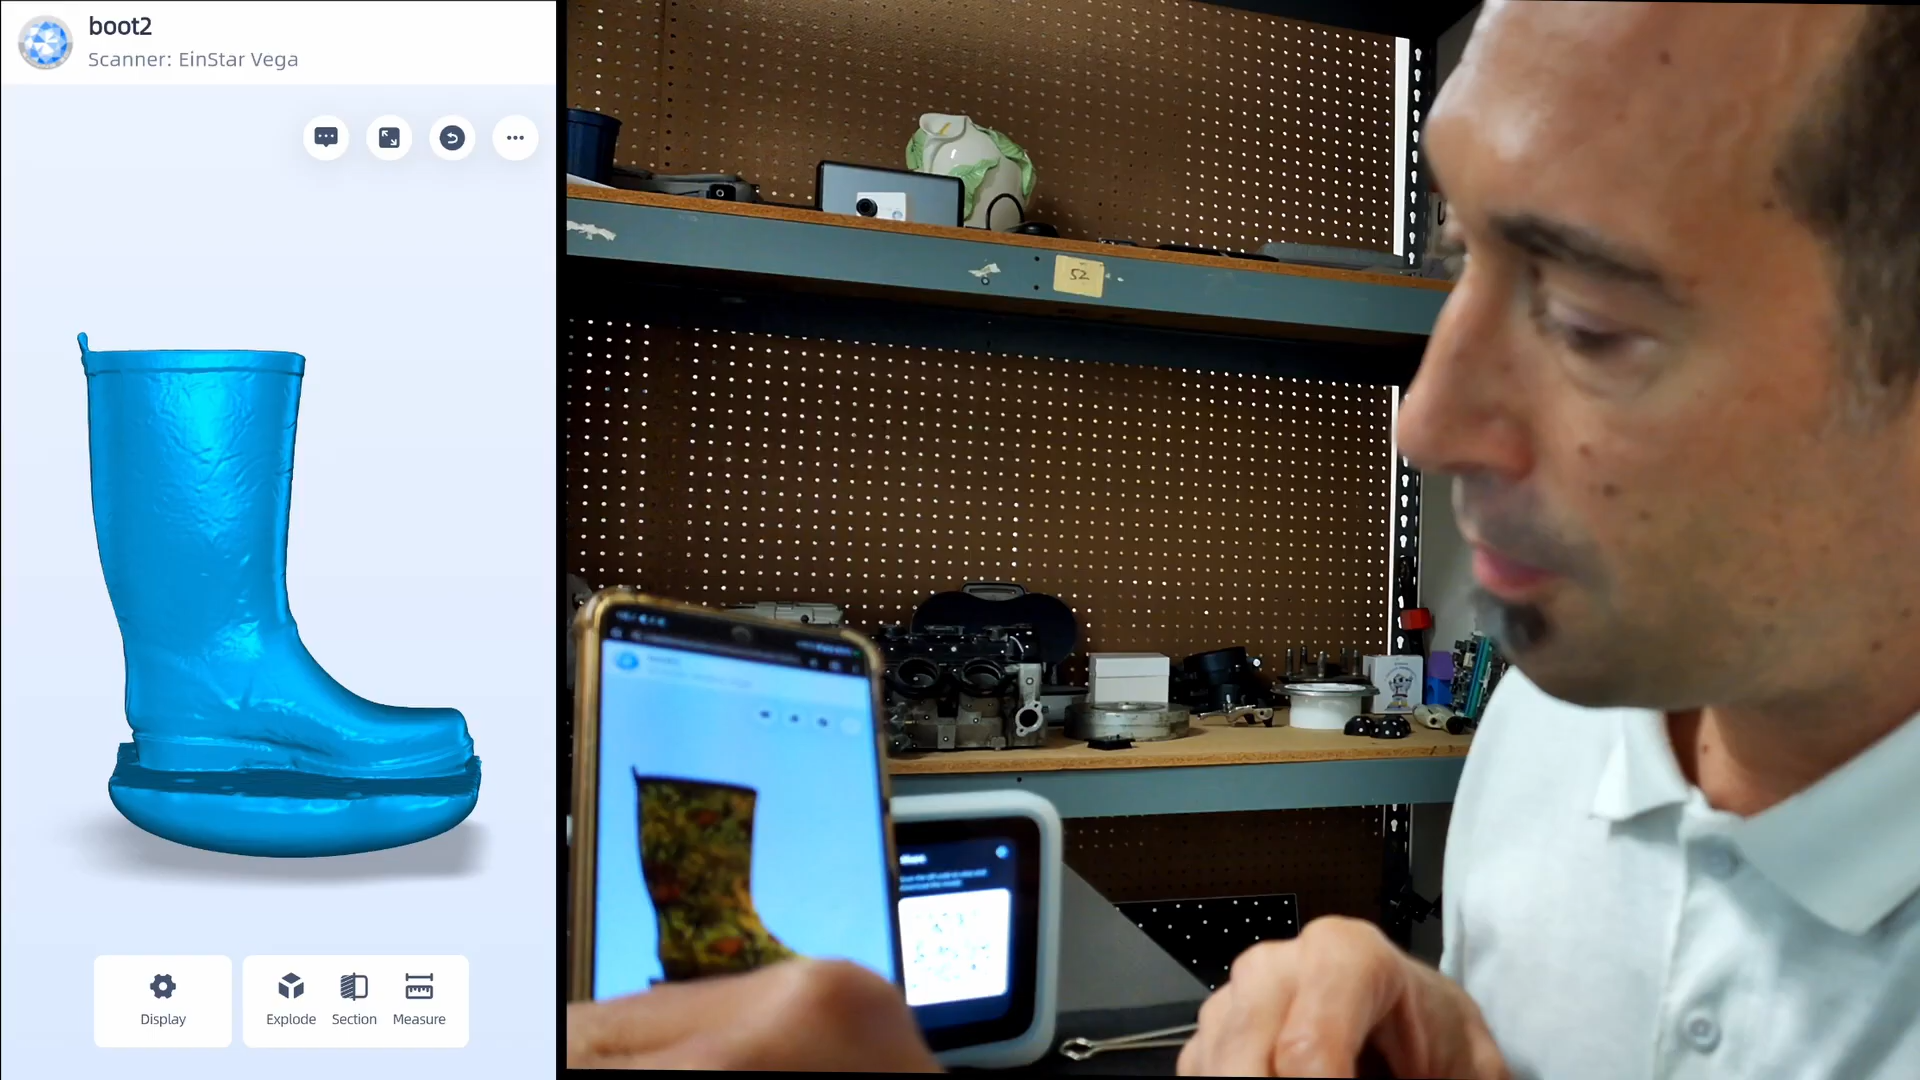 boot2
Scanner: EinStar Vega
52
Display
Explode
Section
Measure